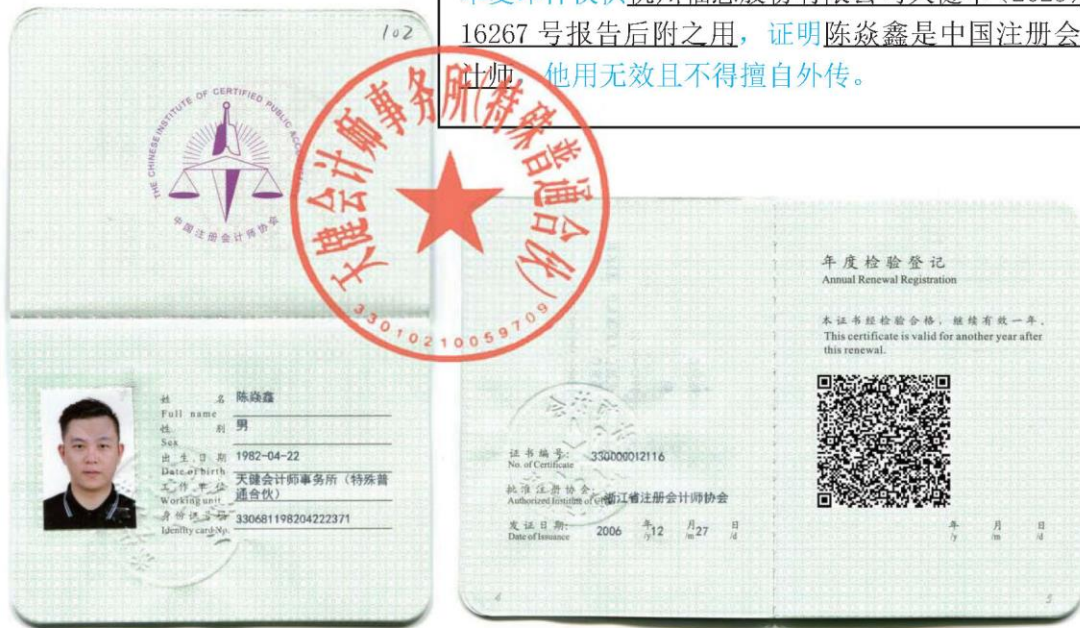 16267 号报告后附之用，证明陈焱鑫是中国注册会
计师，他用无效且不得擅自外传。
102
THE CHINESE INSTITUTE OF CERTIFIED PUBLIC
中国注册会计师协会
天健会计师事务所(特殊普通合伙)
33010210059709
姓 名 陈焱鑫
Full name
性 别 男
Sex
出生日期 1982-04-22
Date of birth
工作单位 天健会计师事务所（特殊普
通合伙）
Working unit
身份证号码 330681198204222371
Identity card No.
证书编号: 330000012116
No. of Certificate
批准注册协会: 浙江省注册会计师协会
Authorized Institute of
发证日期: 2006 年 12 月 27 日
Date of Issuance /y /m /d
4
年度检验登记
Annual Renewal Registration
本证书经检验合格，继续有效一年。
This certificate is valid for another year after
this renewal.
年 月 日
/y /m /d
5